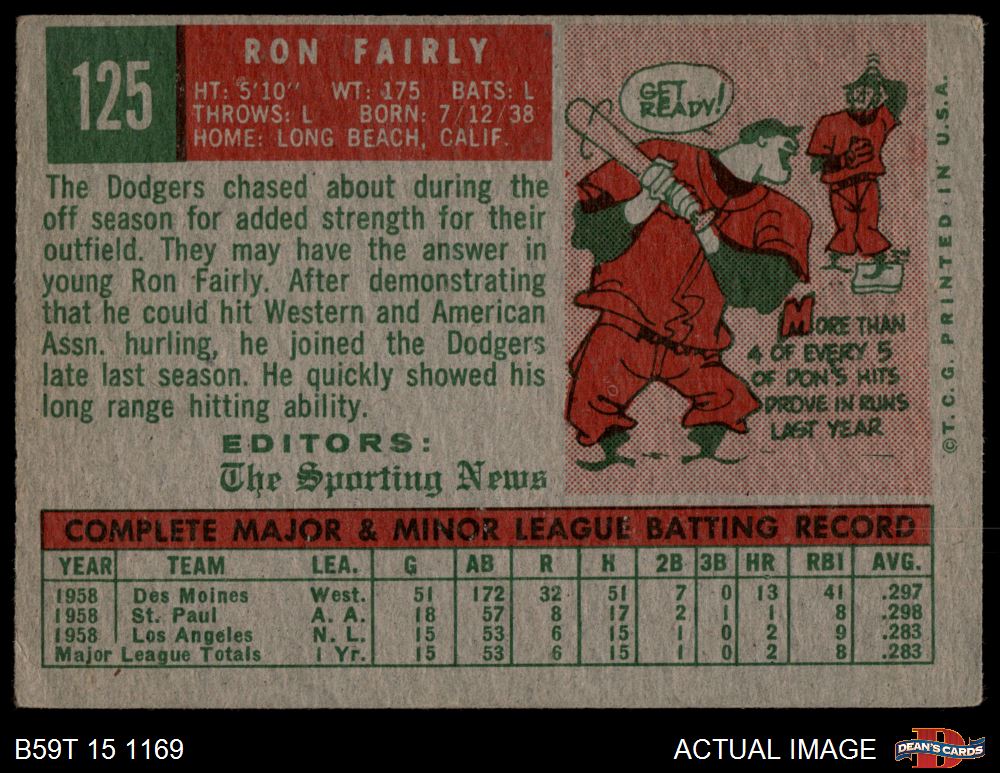 125
RON FAIRLY
HT: 5'10" WT: 175 BATS: L
THROWS: L BORN: 7/12/38
HOME: LONG BEACH, CALIF.
The Dodgers chased about during the
off season for added strength for their
outfield. They may have the answer in
young Ron Fairly. After demonstrating
that he could hit Western and American
Assn. hurling, he joined the Dodgers
late last season. He quickly showed his
long range hitting ability.
EDITORS:
The Sporting News
GET
READY!
MORE THAN
4 OF EVERY 5
OF DON'S HITS
DROVE IN RUNS
LAST YEAR
© T. C. G. PRINTED IN U.S.A.
COMPLETE MAJOR & MINOR LEAGUE BATTING RECORD
YEAR TEAM LEA. G AB R H 2B 3B HR RBI AVG.
1958 Des Moines West. 51 172 32 51 7 0 13 41 .297
1958 St. Paul A. A. 18 57 8 17 2 1 1 8 .298
1958 Los Angeles N. L. 15 53 6 15 1 0 2 9 .283
Major League Totals 1 Yr. 15 53 6 15 1 0 2 8 .283
B59T 15 1169
ACTUAL IMAGE
DEAN'S CARDS